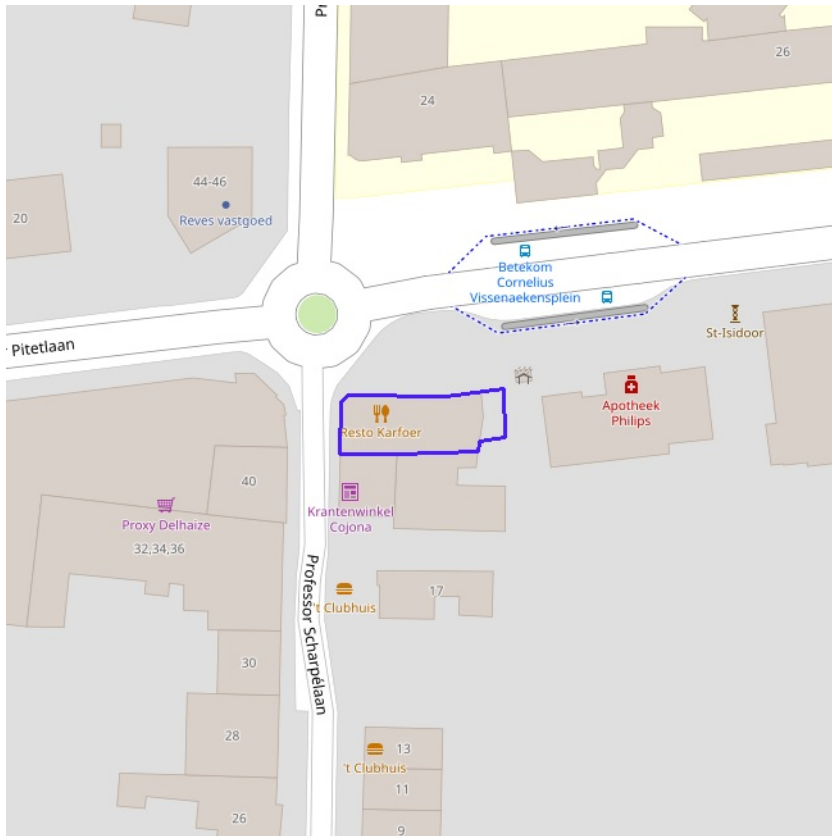 Pr
26
24
44-46
Reves vastgoed
20
Betekom
Cornelius
Vissenaekensplein
St-Isidoor
r Pitetlaan
Apotheek
Philips
Resto Karfoer
40
Krantenwinkel
Cojona
Proxy Delhaize
32,34,36
Professor Scharpélaan
't Clubhuis
17
30
28
13
't Clubhuis
11
26
9